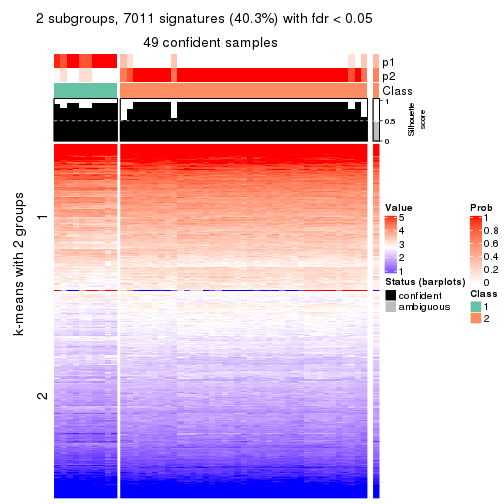 2 subgroups, 7011 signatures (40.3%) with fdr < 0.05
49 confident samples
p1
p2
Class
1
0.5
0
Silhouette
score
k-means with 2 groups
1
2
Value
5
4
3
2
1
Status (barplots)
confident
ambiguous
Prob
1
0.8
0.6
0.4
0.2
0
Class
1
2